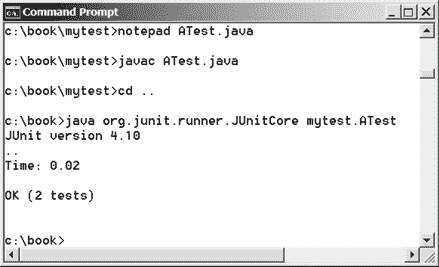 Command Prompt
c:\book\mytest>notepad ATest.java
c:\book\mytest>javac ATest.java
c:\book\mytest>cd ..
c:\book>java org.junit.runner.JUnitCore mytest.ATest
JUnit version 4.10
..
Time: 0.02
OK (2 tests)
c:\book>